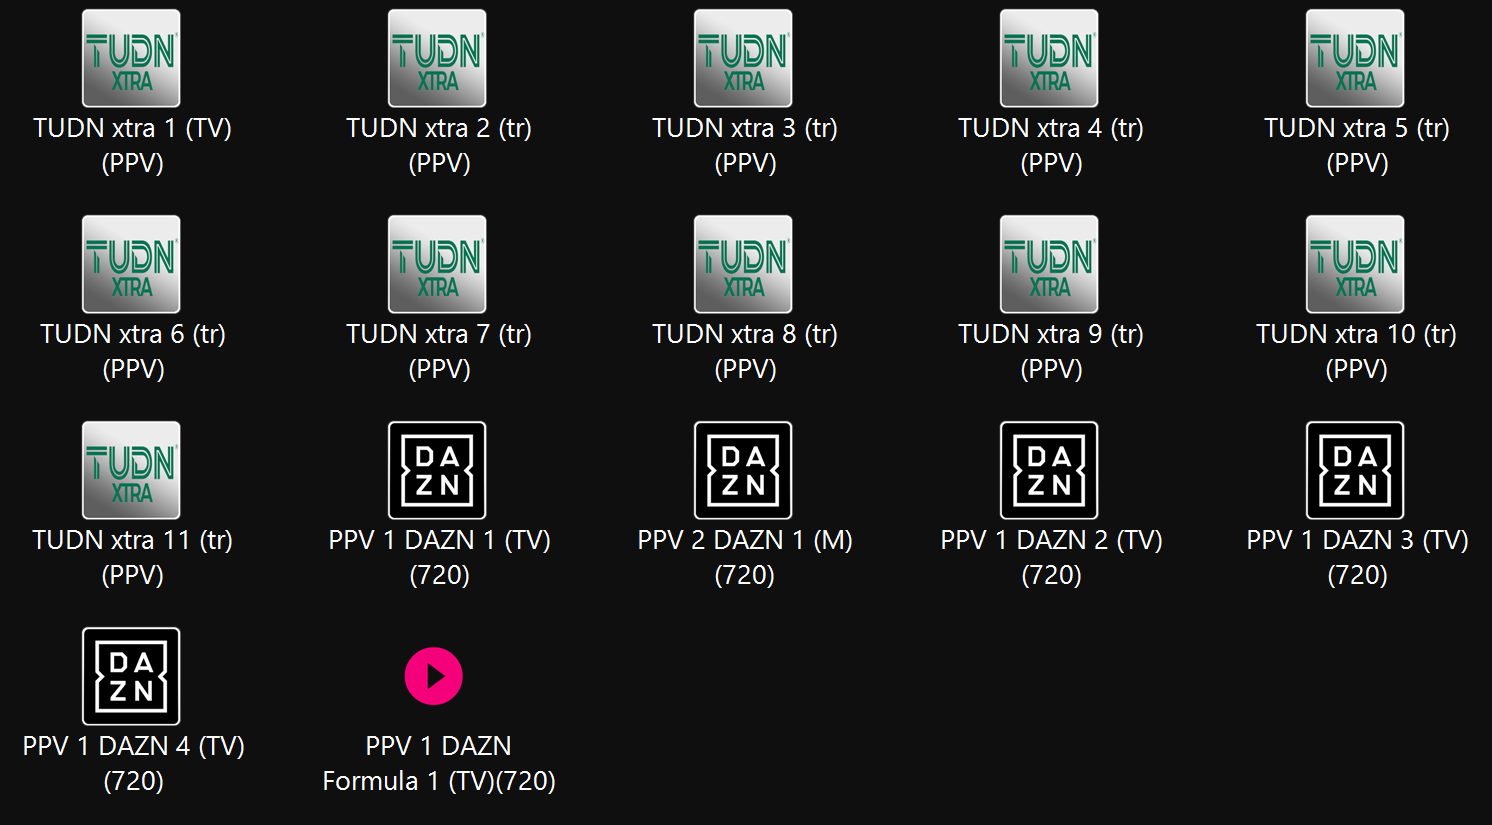 TUDN
XTRA
TUDN xtra 1 (TV)
(PPV)
TUDN
XTRA
TUDN xtra 2 (tr)
(PPV)
TUDN
XTRA
TUDN xtra 3 (tr)
(PPV)
TUDN
XTRA
TUDN xtra 4 (tr)
(PPV)
TUDN
XTRA
TUDN xtra 5 (tr)
(PPV)
TUDN
XTRA
TUDN xtra 6 (tr)
(PPV)
TUDN
XTRA
TUDN xtra 7 (tr)
(PPV)
TUDN
XTRA
TUDN xtra 8 (tr)
(PPV)
TUDN
XTRA
TUDN xtra 9 (tr)
(PPV)
TUDN
XTRA
TUDN xtra 10 (tr)
(PPV)
TUDN
XTRA
TUDN xtra 11 (tr)
(PPV)
DA
ZN
PPV 1 DAZN 1 (TV)
(720)
DA
ZN
PPV 2 DAZN 1 (M)
(720)
DA
ZN
PPV 1 DAZN 2 (TV)
(720)
DA
ZN
PPV 1 DAZN 3 (TV)
(720)
DA
ZN
PPV 1 DAZN 4 (TV)
(720)
PPV 1 DAZN
Formula 1 (TV)(720)